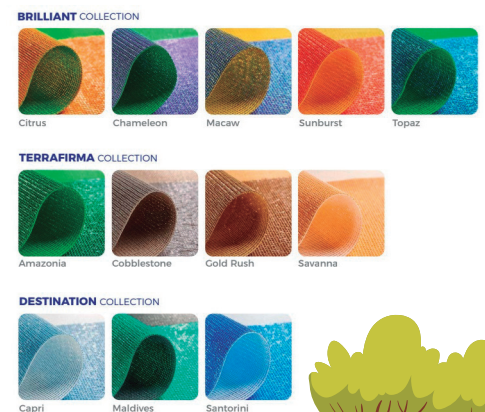 BRILLIANT COLLECTION
Citrus Chameleon Macaw Sunburst Topaz
TERRAFIRMA COLLECTION
Amazonia Cobblestone Gold Rush Savanna
DESTINATION COLLECTION
Capri Maldives Santorini